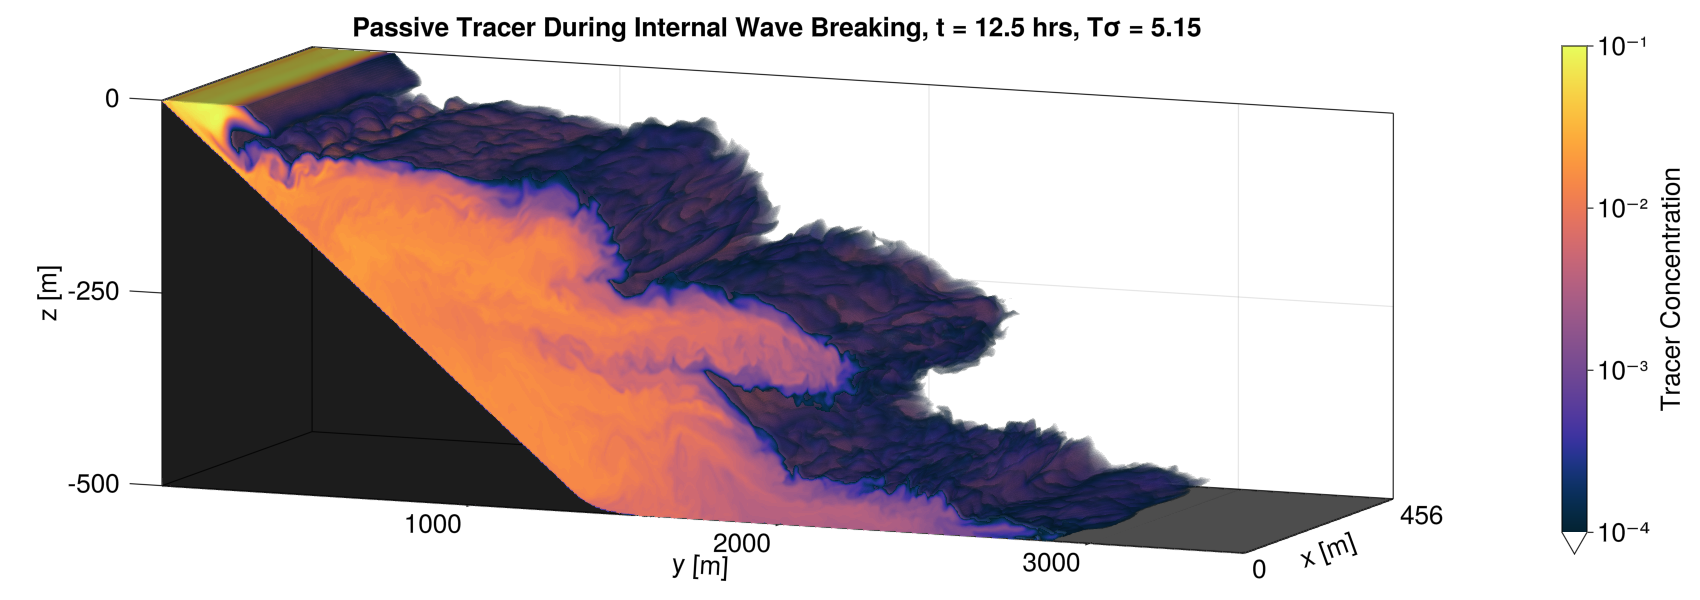 Passive Tracer During Internal Wave Breaking, t = 12.5 hrs, Tσ = 5.15
0
-250
-500
z [m]
1000
2000
3000
y [m]
0
456
x [m]
10⁻¹
10⁻²
10⁻³
10⁻⁴
Tracer Concentration